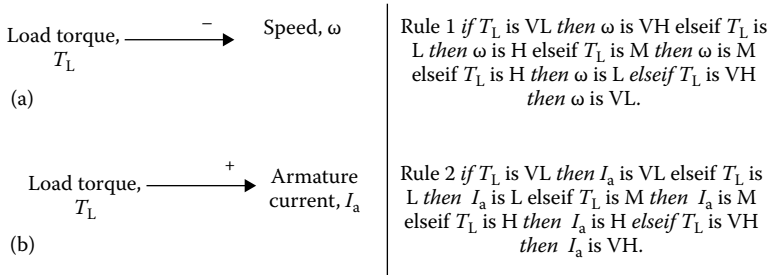 Load torque,
T_L
−
Speed, ω
(a)
Rule 1 if T_L is VL then ω is VH elseif T_L is
L then ω is H elseif T_L is M then ω is M
elseif T_L is H then ω is L elseif T_L is VH
then ω is VL.
Load torque,
T_L
+
Armature
current, I_a
(b)
Rule 2 if T_L is VL then I_a is VL elseif T_L is
L then I_a is L elseif T_L is M then I_a is M
elseif T_L is H then I_a is H elseif T_L is VH
then I_a is VH.